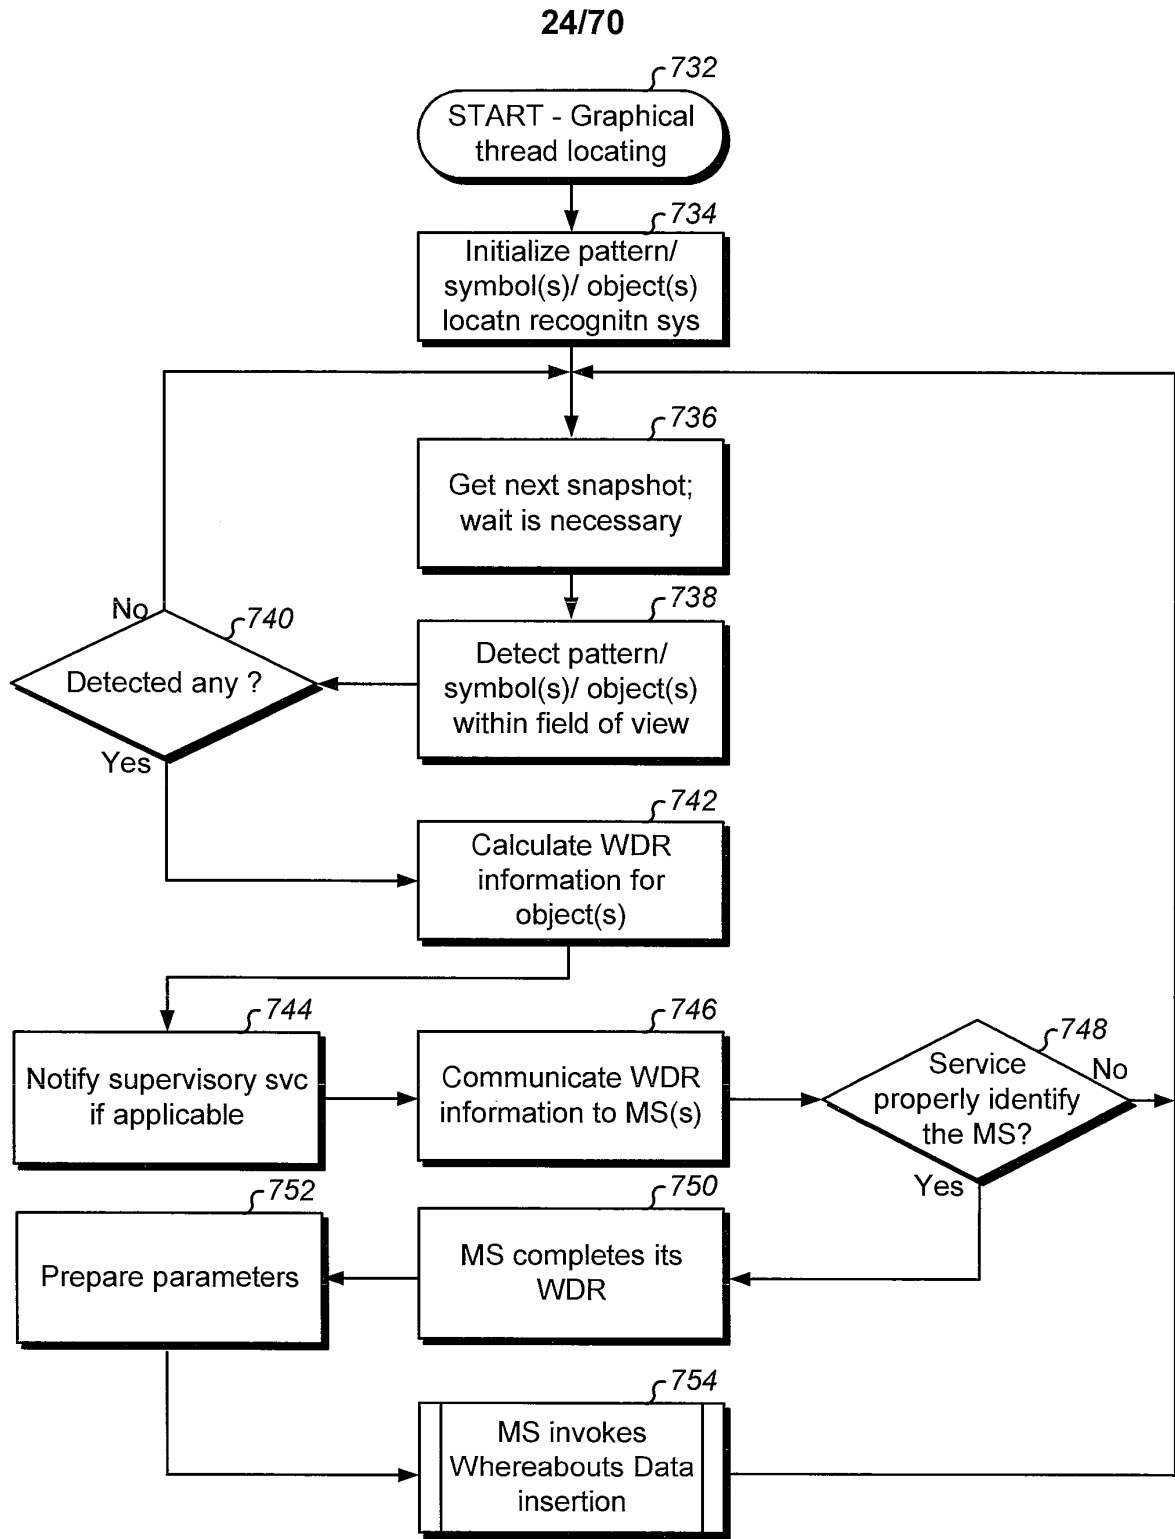 24/70
732
START - Graphical
thread locating
734
Initialize pattern/
symbol(s)/ object(s)
locatn recognitn sys
736
Get next snapshot;
wait is necessary
738
Detect pattern/
symbol(s)/ object(s)
within field of view
No
740
Detected any ?
Yes
742
Calculate WDR
information for
object(s)
744
Notify supervisory svc
if applicable
746
Communicate WDR
information to MS(s)
748
Service
properly identify
the MS?
No
Yes
750
MS completes its
WDR
752
Prepare parameters
754
MS invokes
Whereabouts Data
insertion